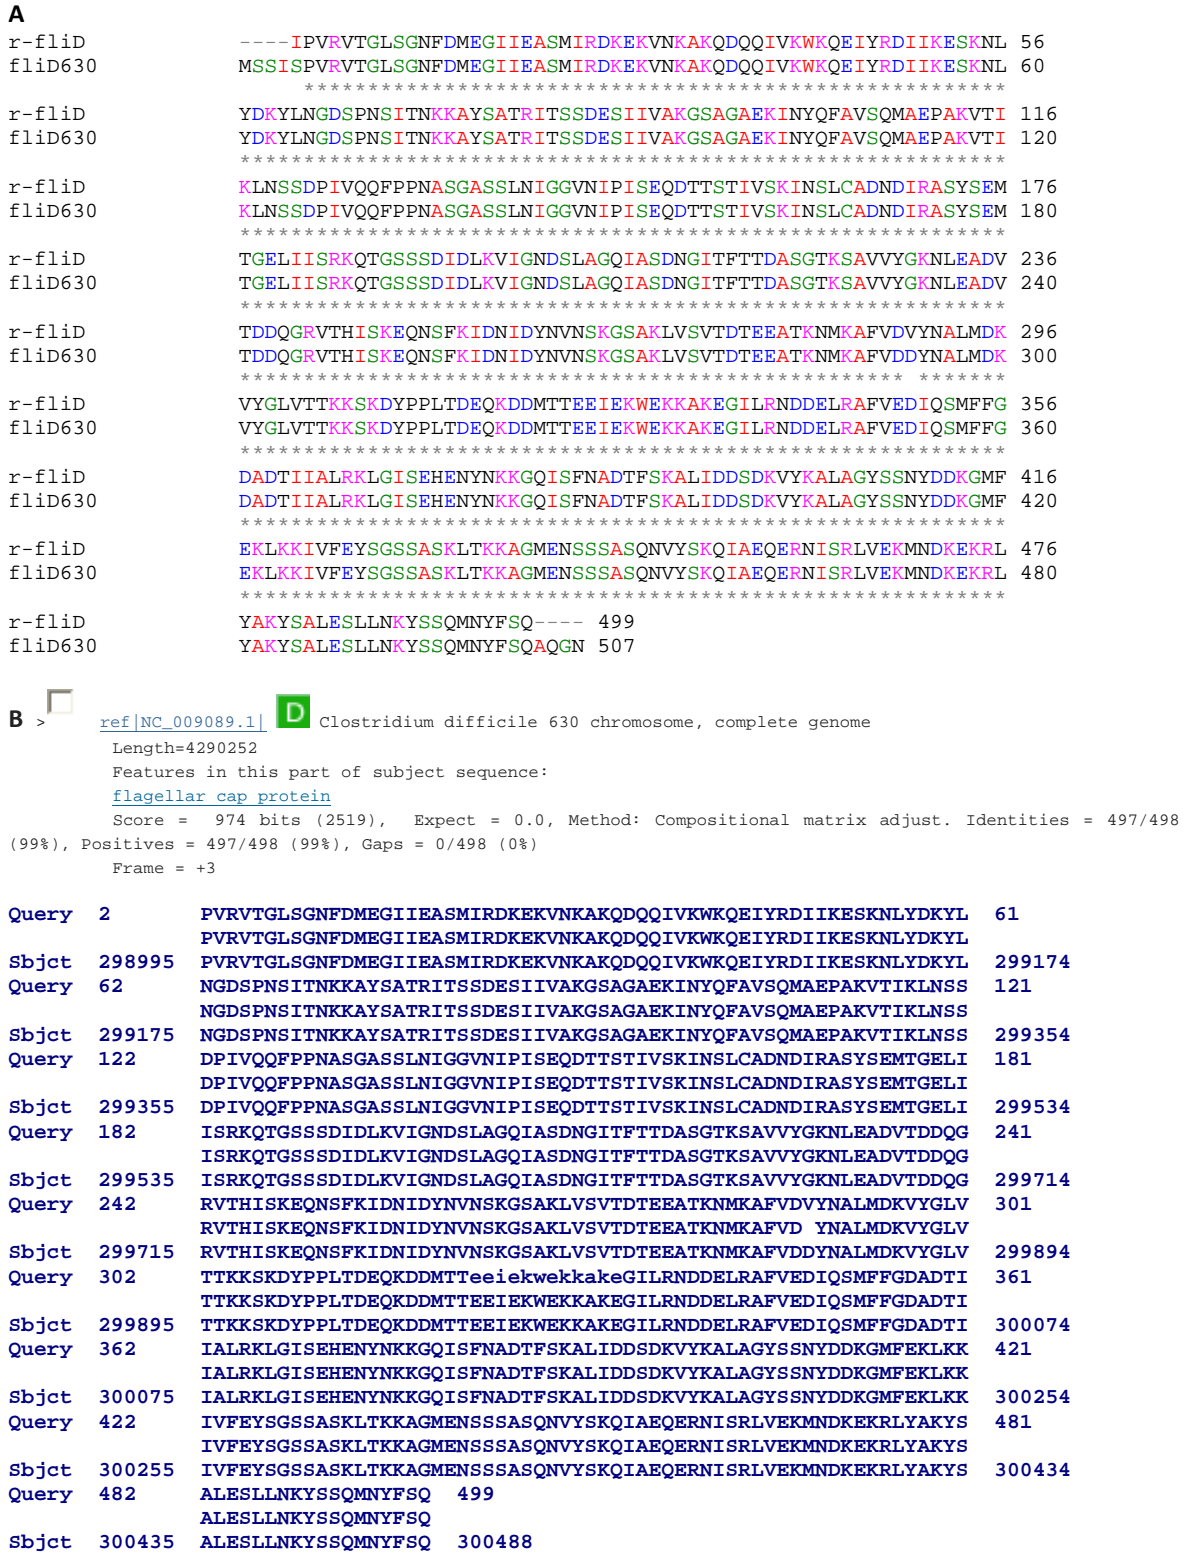 A
r-fliD ----IPVRVTGLSGNFDMEGIIEASMIRDKEKVNKAKQDQQIVKWKQEIYRDIIKESKNL 56
fliD630 MSSISPVRVTGLSGNFDMEGIIEASMIRDKEKVNKAKQDQQIVKWKQEIYRDIIKESKNL 60
*******************************************************
r-fliD YDKYLNGDSPNSITNKKAYSATRITSSDESIIVAKGSAGAEKINYQFAVSQMAEPAKVTI 116
fliD630 YDKYLNGDSPNSITNKKAYSATRITSSDESIIVAKGSAGAEKINYQFAVSQMAEPAKVTI 120
************************************************************
r-fliD KLNSSDPIVQQFPPNASGASSLNIGGVNIPISEQDTTSTIVSKINSLCADNDIRASYSEM 176
fliD630 KLNSSDPIVQQFPPNASGASSLNIGGVNIPISEQDTTSTIVSKINSLCADNDIRASYSEM 180
************************************************************
r-fliD TGELIISRKQTGSSSDIDLKVIGNDSLAGQIASDNGITFTTDASGTKSAVVYGKNLEADV 236
fliD630 TGELIISRKQTGSSSDIDLKVIGNDSLAGQIASDNGITFTTDASGTKSAVVYGKNLEADV 240
************************************************************
r-fliD TDDQGRVTHISKEQNSFKIDNIDYNVNSKGSAKLVSVTDTEEATKNMKAFVDVYNALMDK 296
fliD630 TDDQGRVTHISKEQNSFKIDNIDYNVNSKGSAKLVSVTDTEEATKNMKAFVDDYNALMDK 300
**************************************************** *******
r-fliD VYGLVTTKKSKDYPPLTDEQKDDMTTEEIEKWEKKAKEGILRNDDELRAFVEDIQSMFFG 356
fliD630 VYGLVTTKKSKDYPPLTDEQKDDMTTEEIEKWEKKAKEGILRNDDELRAFVEDIQSMFFG 360
************************************************************
r-fliD DADTIIALRKLGISEHENYNKKGQISFNADTFSKALIDDSDKVYKALAGYSSNYDDKGMF 416
fliD630 DADTIIALRKLGISEHENYNKKGQISFNADTFSKALIDDSDKVYKALAGYSSNYDDKGMF 420
************************************************************
r-fliD EKLKKIVFEYSGSSASKLTKKAGMENSSSASQNVYSKQIAEQERNISRLVEKMNDKEKRL 476
fliD630 EKLKKIVFEYSGSSASKLTKKAGMENSSSASQNVYSKQIAEQERNISRLVEKMNDKEKRL 480
************************************************************
r-fliD YAKYSALESLLNKYSSQMNYFSQ---- 499
fliD630 YAKYSALESLLNKYSSQMNYFSQAQGN 507
B > ref|NC_009089.1| D Clostridium difficile 630 chromosome, complete genome
Length=4290252
Features in this part of subject sequence:
flagellar cap protein
Score = 974 bits (2519), Expect = 0.0, Method: Compositional matrix adjust. Identities = 497/498
(99%), Positives = 497/498 (99%), Gaps = 0/498 (0%)
Frame = +3
Query 2 PVRVTGLSGNFDMEGIIEASMIRDKEKVNKAKQDQQIVKWKQEIYRDIIKESKNLYDKYL 61
PVRVTGLSGNFDMEGIIEASMIRDKEKVNKAKQDQQIVKWKQEIYRDIIKESKNLYDKYL
Sbjct 298995 PVRVTGLSGNFDMEGIIEASMIRDKEKVNKAKQDQQIVKWKQEIYRDIIKESKNLYDKYL 299174
Query 62 NGDSPNSITNKKAYSATRITSSDESIIVAKGSAGAEKINYQFAVSQMAEPAKVTIKLNSS 121
NGDSPNSITNKKAYSATRITSSDESIIVAKGSAGAEKINYQFAVSQMAEPAKVTIKLNSS
Sbjct 299175 NGDSPNSITNKKAYSATRITSSDESIIVAKGSAGAEKINYQFAVSQMAEPAKVTIKLNSS 299354
Query 122 DPIVQQFPPNASGASSLNIGGVNIPISEQDTTSTIVSKINSLCADNDIRASYSEMTGELI 181
DPIVQQFPPNASGASSLNIGGVNIPISEQDTTSTIVSKINSLCADNDIRASYSEMTGELI
Sbjct 299355 DPIVQQFPPNASGASSLNIGGVNIPISEQDTTSTIVSKINSLCADNDIRASYSEMTGELI 299534
Query 182 ISRKQTGSSSDIDLKVIGNDSLAGQIASDNGITFTTDASGTKSAVVYGKNLEADVTDDQG 241
ISRKQTGSSSDIDLKVIGNDSLAGQIASDNGITFTTDASGTKSAVVYGKNLEADVTDDQG
Sbjct 299535 ISRKQTGSSSDIDLKVIGNDSLAGQIASDNGITFTTDASGTKSAVVYGKNLEADVTDDQG 299714
Query 242 RVTHISKEQNSFKIDNIDYNVNSKGSAKLVSVTDTEEATKNMKAFVDVYNALMDKVYGLV 301
RVTHISKEQNSFKIDNIDYNVNSKGSAKLVSVTDTEEATKNMKAFVD YNALMDKVYGLV
Sbjct 299715 RVTHISKEQNSFKIDNIDYNVNSKGSAKLVSVTDTEEATKNMKAFVDDYNALMDKVYGLV 299894
Query 302 TTKKSKDYPPLTDEQKDDMTTeeiekwekkakeGILRNDDELRAFVEDIQSMFFGDADTI 361
TTKKSKDYPPLTDEQKDDMTTEEIEKWEKKAKEGILRNDDELRAFVEDIQSMFFGDADTI
Sbjct 299895 TTKKSKDYPPLTDEQKDDMTTEEIEKWEKKAKEGILRNDDELRAFVEDIQSMFFGDADTI 300074
Query 362 IALRKLGISEHENYNKKGQISFNADTFSKALIDDSDKVYKALAGYSSNYDDKGMFEKLKK 421
IALRKLGISEHENYNKKGQISFNADTFSKALIDDSDKVYKALAGYSSNYDDKGMFEKLKK
Sbjct 300075 IALRKLGISEHENYNKKGQISFNADTFSKALIDDSDKVYKALAGYSSNYDDKGMFEKLKK 300254
Query 422 IVFEYSGSSASKLTKKAGMENSSSASQNVYSKQIAEQERNISRLVEKMNDKEKRLYAKYS 481
IVFEYSGSSASKLTKKAGMENSSSASQNVYSKQIAEQERNISRLVEKMNDKEKRLYAKYS
Sbjct 300255 IVFEYSGSSASKLTKKAGMENSSSASQNVYSKQIAEQERNISRLVEKMNDKEKRLYAKYS 300434
Query 482 ALESLLNKYSSQMNYFSQ 499
ALESLLNKYSSQMNYFSQ
Sbjct 300435 ALESLLNKYSSQMNYFSQ 300488